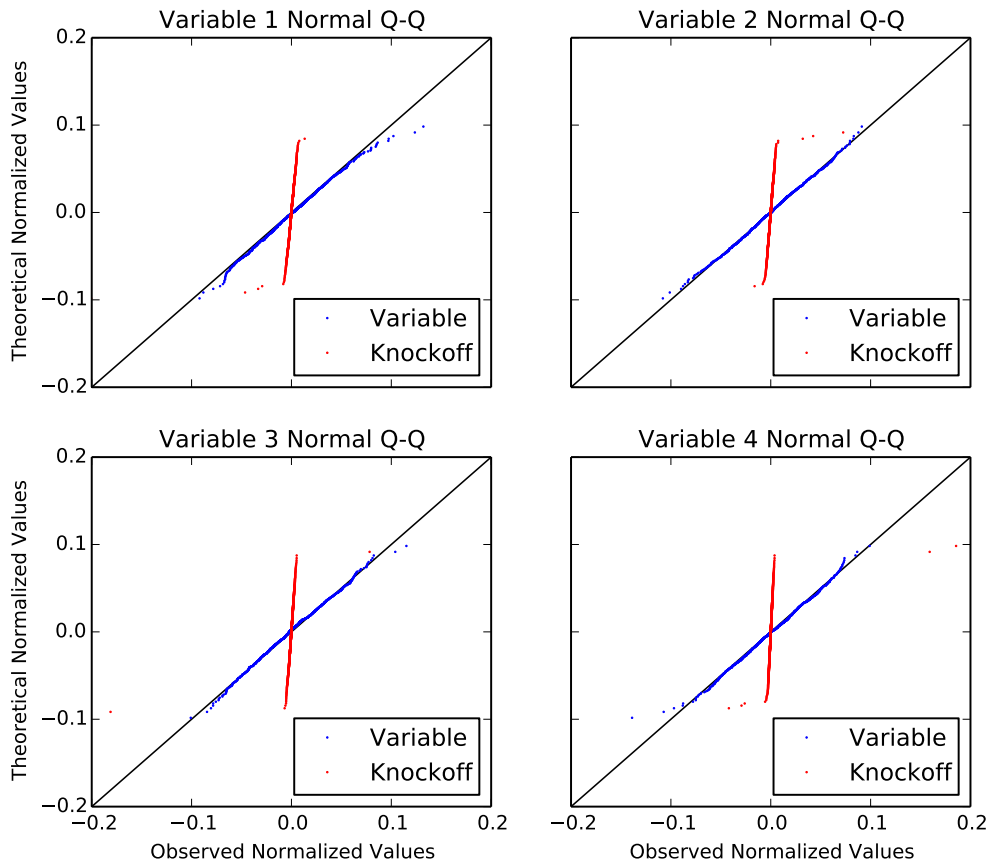 Variable 1 Normal Q-Q
Variable 2 Normal Q-Q
Theoretical Normalized Values
0.2
0.1
0.0
−0.1
−0.2
Variable
Knockoff
Variable
Knockoff
Variable 3 Normal Q-Q
Variable 4 Normal Q-Q
Theoretical Normalized Values
0.2
0.1
0.0
−0.1
−0.2
Variable
Knockoff
Variable
Knockoff
−0.2 −0.1 0.0 0.1 0.2
−0.2 −0.1 0.0 0.1 0.2
Observed Normalized Values
Observed Normalized Values